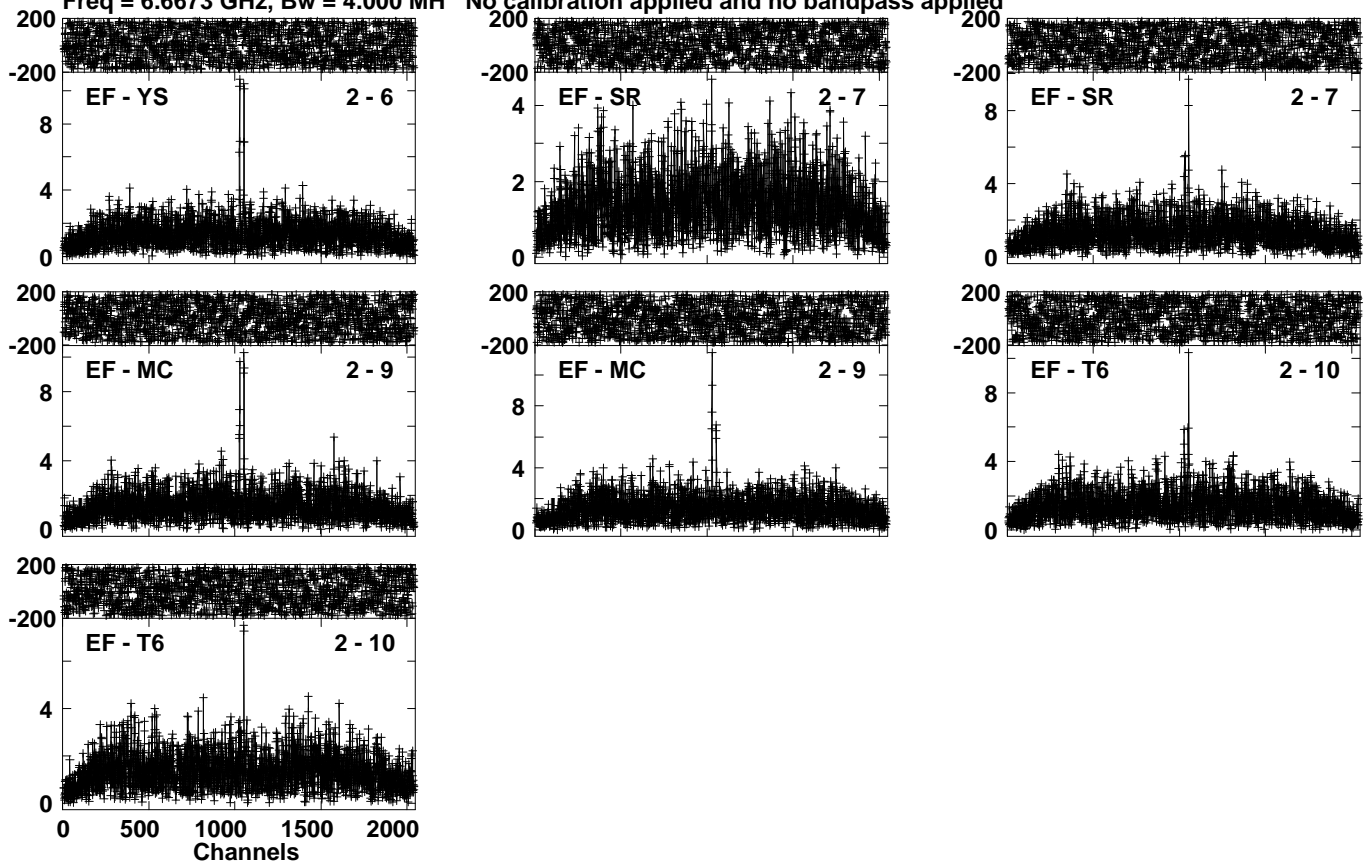 Freq = 6.6673 GHz, Bw = 4.000 MH No calibration applied and no bandpass applied
200 200 200
-200 -200 -200
EF - YS 2 - 6 EF - SR 2 - 7 EF - SR 2 - 7
8 4 8
4 2 4
0 0 0
200 200 200
-200 -200 -200
EF - MC 2 - 9 EF - MC 2 - 9 EF - T6 2 - 10
8 8 8
4 4 4
0 0 0
200
-200
EF - T6 2 - 10
4
0
0 500 1000 1500 2000
Channels